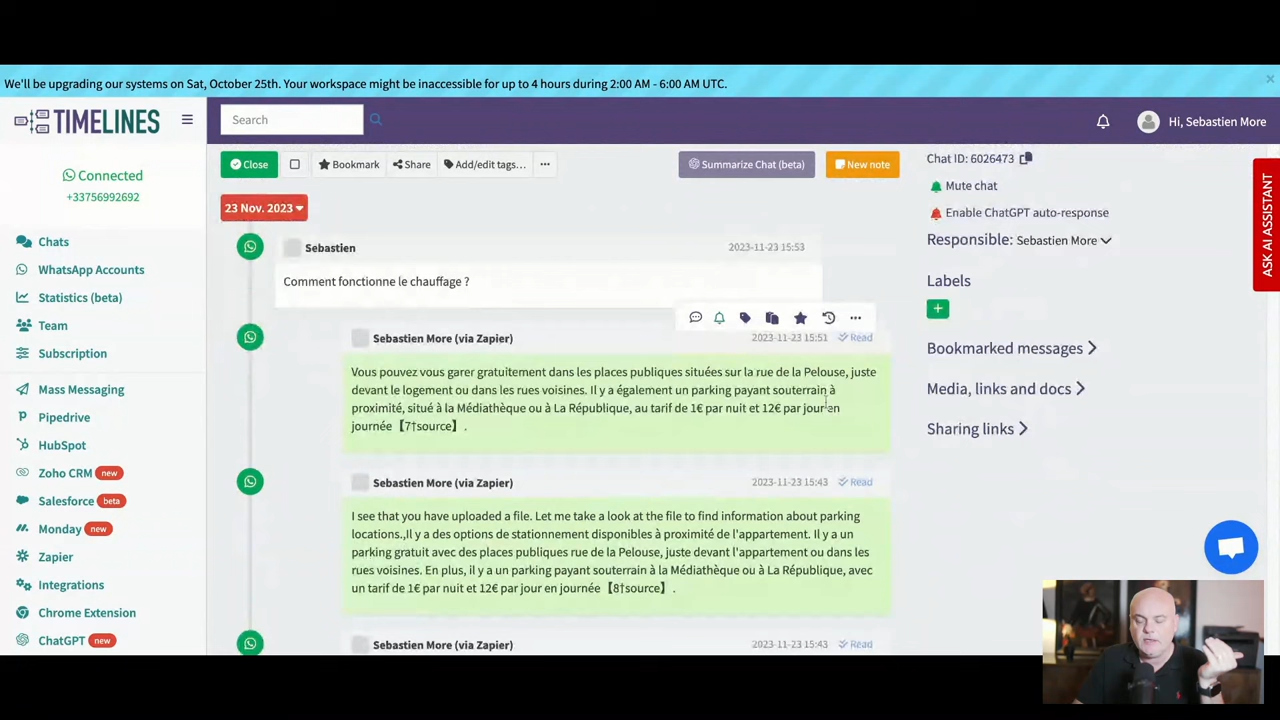 We'll be upgrading our systems on Sat, October 25th. Your workspace might be inaccessible for up to 4 hours during 2:00 AM - 6:00 AM UTC.
TIMELINES
Search
Hi, Sebastien More
Connected
+33756992692
Chats
WhatsApp Accounts
Statistics (beta)
Team
Subscription
Mass Messaging
Pipedrive
HubSpot
Zoho CRM new
Salesforce beta
Monday new
Zapier
Integrations
Chrome Extension
ChatGPT new
Close
Bookmark
Share
Add/edit tags...
Summarize Chat (beta)
New note
23 Nov. 2023
Sebastien
2023-11-23 15:53
Comment fonctionne le chauffage ?
Sebastien More (via Zapier)
2023-11-23 15:51 Read
Vous pouvez vous garer gratuitement dans les places publiques situées sur la rue de la Pelouse, juste
devant le logement ou dans les rues voisines. Il y a également un parking payant souterrain à
proximité, situé à la Médiathèque ou à La République, au tarif de 1€ par nuit et 12€ par jour en
journée【7†source】.
Sebastien More (via Zapier)
2023-11-23 15:43 Read
I see that you have uploaded a file. Let me take a look at the file to find information about parking
locations.,Il y a des options de stationnement disponibles à proximité de l'appartement. Il y a un
parking gratuit avec des places publiques rue de la Pelouse, juste devant l'appartement ou dans les
rues voisines. En plus, il y a un parking payant souterrain à la Médiathèque ou à La République, avec
un tarif de 1€ par nuit et 12€ par jour en journée【8†source】.
Sebastien More (via Zapier)
2023-11-23 15:43 Read
Chat ID: 6026473
Mute chat
Enable ChatGPT auto-response
Responsible: Sebastien More
Labels
Bookmarked messages
Media, links and docs
Sharing links
ASK AI ASSISTANT